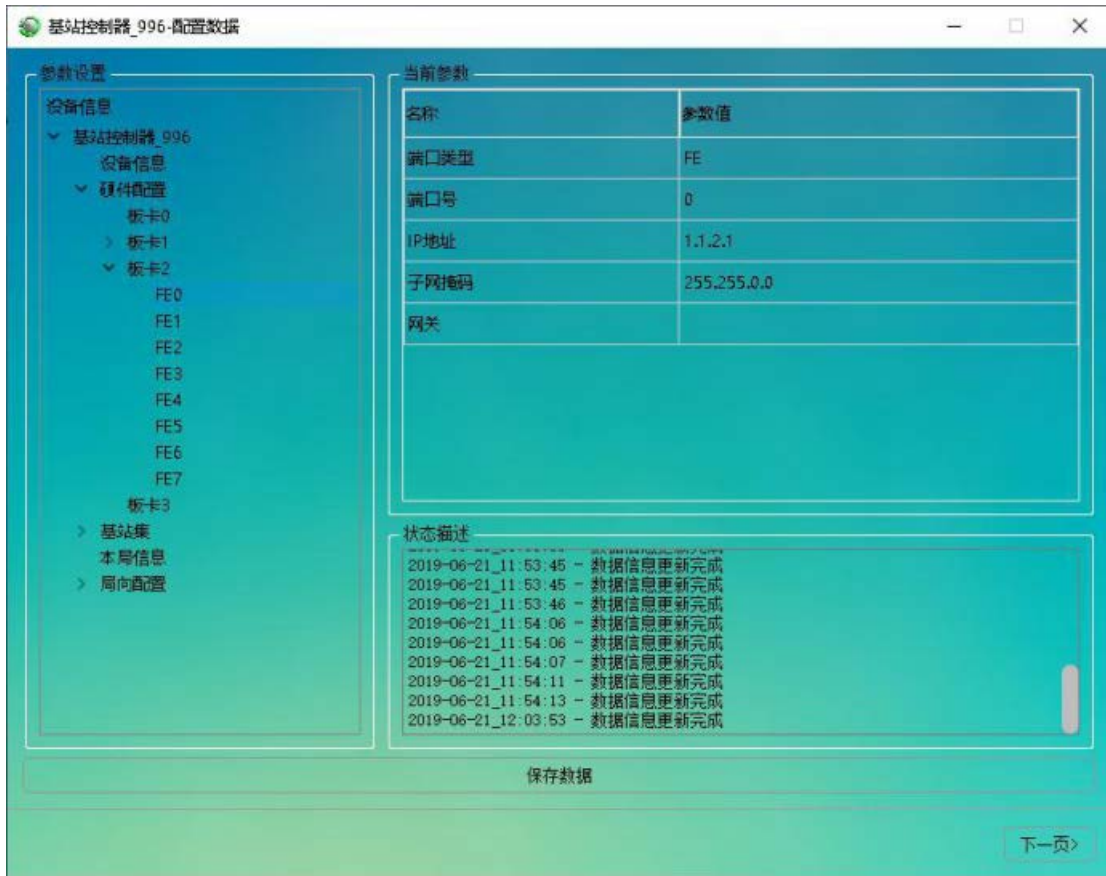 基站控制器_996-配置数据
参数设置
设备信息
基站控制器_996
设备信息
硬件配置
板卡0
板卡1
板卡2
FE0
FE1
FE2
FE3
FE4
FE5
FE6
FE7
板卡3
基站集
本局信息
局向配置
当前参数
名称 参数值
端口类型 FE
端口号 0
IP地址 1.1.2.1
子网掩码 255.255.0.0
网关
状态描述
2019-06-21_11:53:45 - 数据信息更新完成
2019-06-21_11:53:45 - 数据信息更新完成
2019-06-21_11:53:46 - 数据信息更新完成
2019-06-21_11:54:06 - 数据信息更新完成
2019-06-21_11:54:06 - 数据信息更新完成
2019-06-21_11:54:07 - 数据信息更新完成
2019-06-21_11:54:11 - 数据信息更新完成
2019-06-21_11:54:13 - 数据信息更新完成
2019-06-21_12:03:53 - 数据信息更新完成
保存数据
下一页>